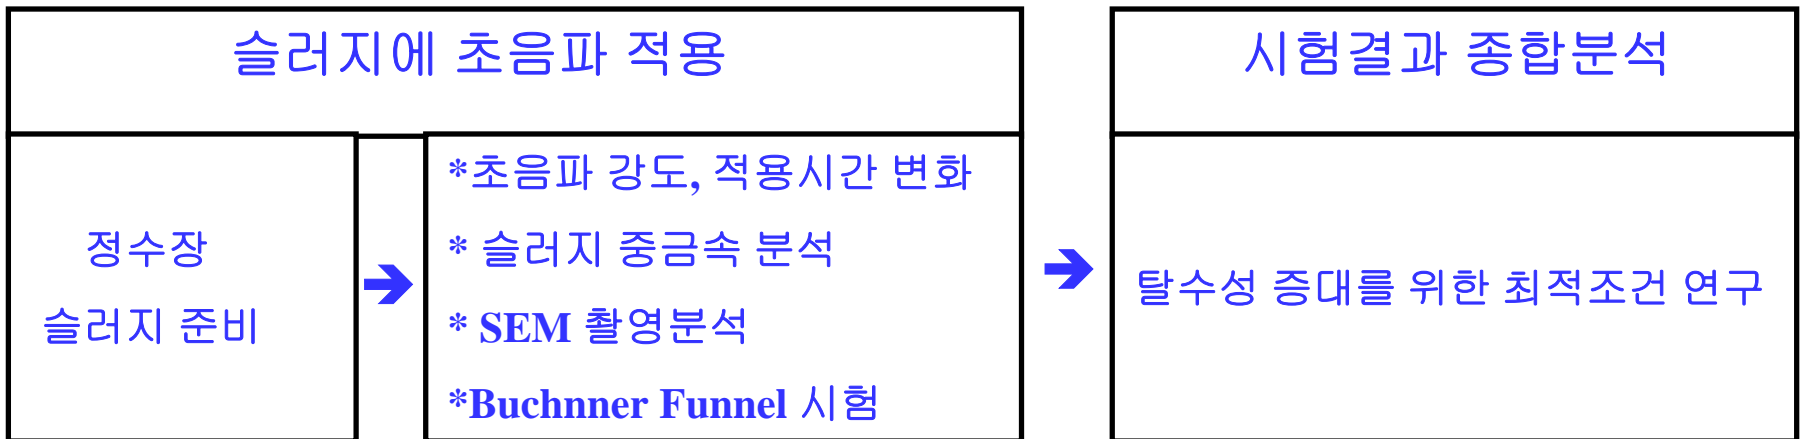 슬러지에 초음파 적용
정수장
슬러지 준비
*초음파 강도, 적용시간 변화
* 슬러지 중금속 분석
* SEM 촬영분석
*Buchnner Funnel 시험
시험결과 종합분석
탈수성 증대를 위한 최적조건 연구